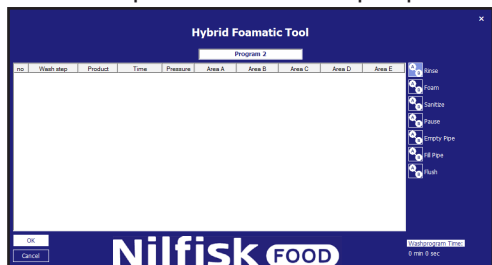 ×
Hybrid Foamatic Tool
Program 2
no Wash step Product Time Pressure Area A Area B Area C Area D Area E
Rinse
Foam
Sanitize
Pause
Empty Pipe
Fill Pipe
Flush
OK
Cancel
Nilfisk FOOD
Washprogram Time:
0 min 0 sec